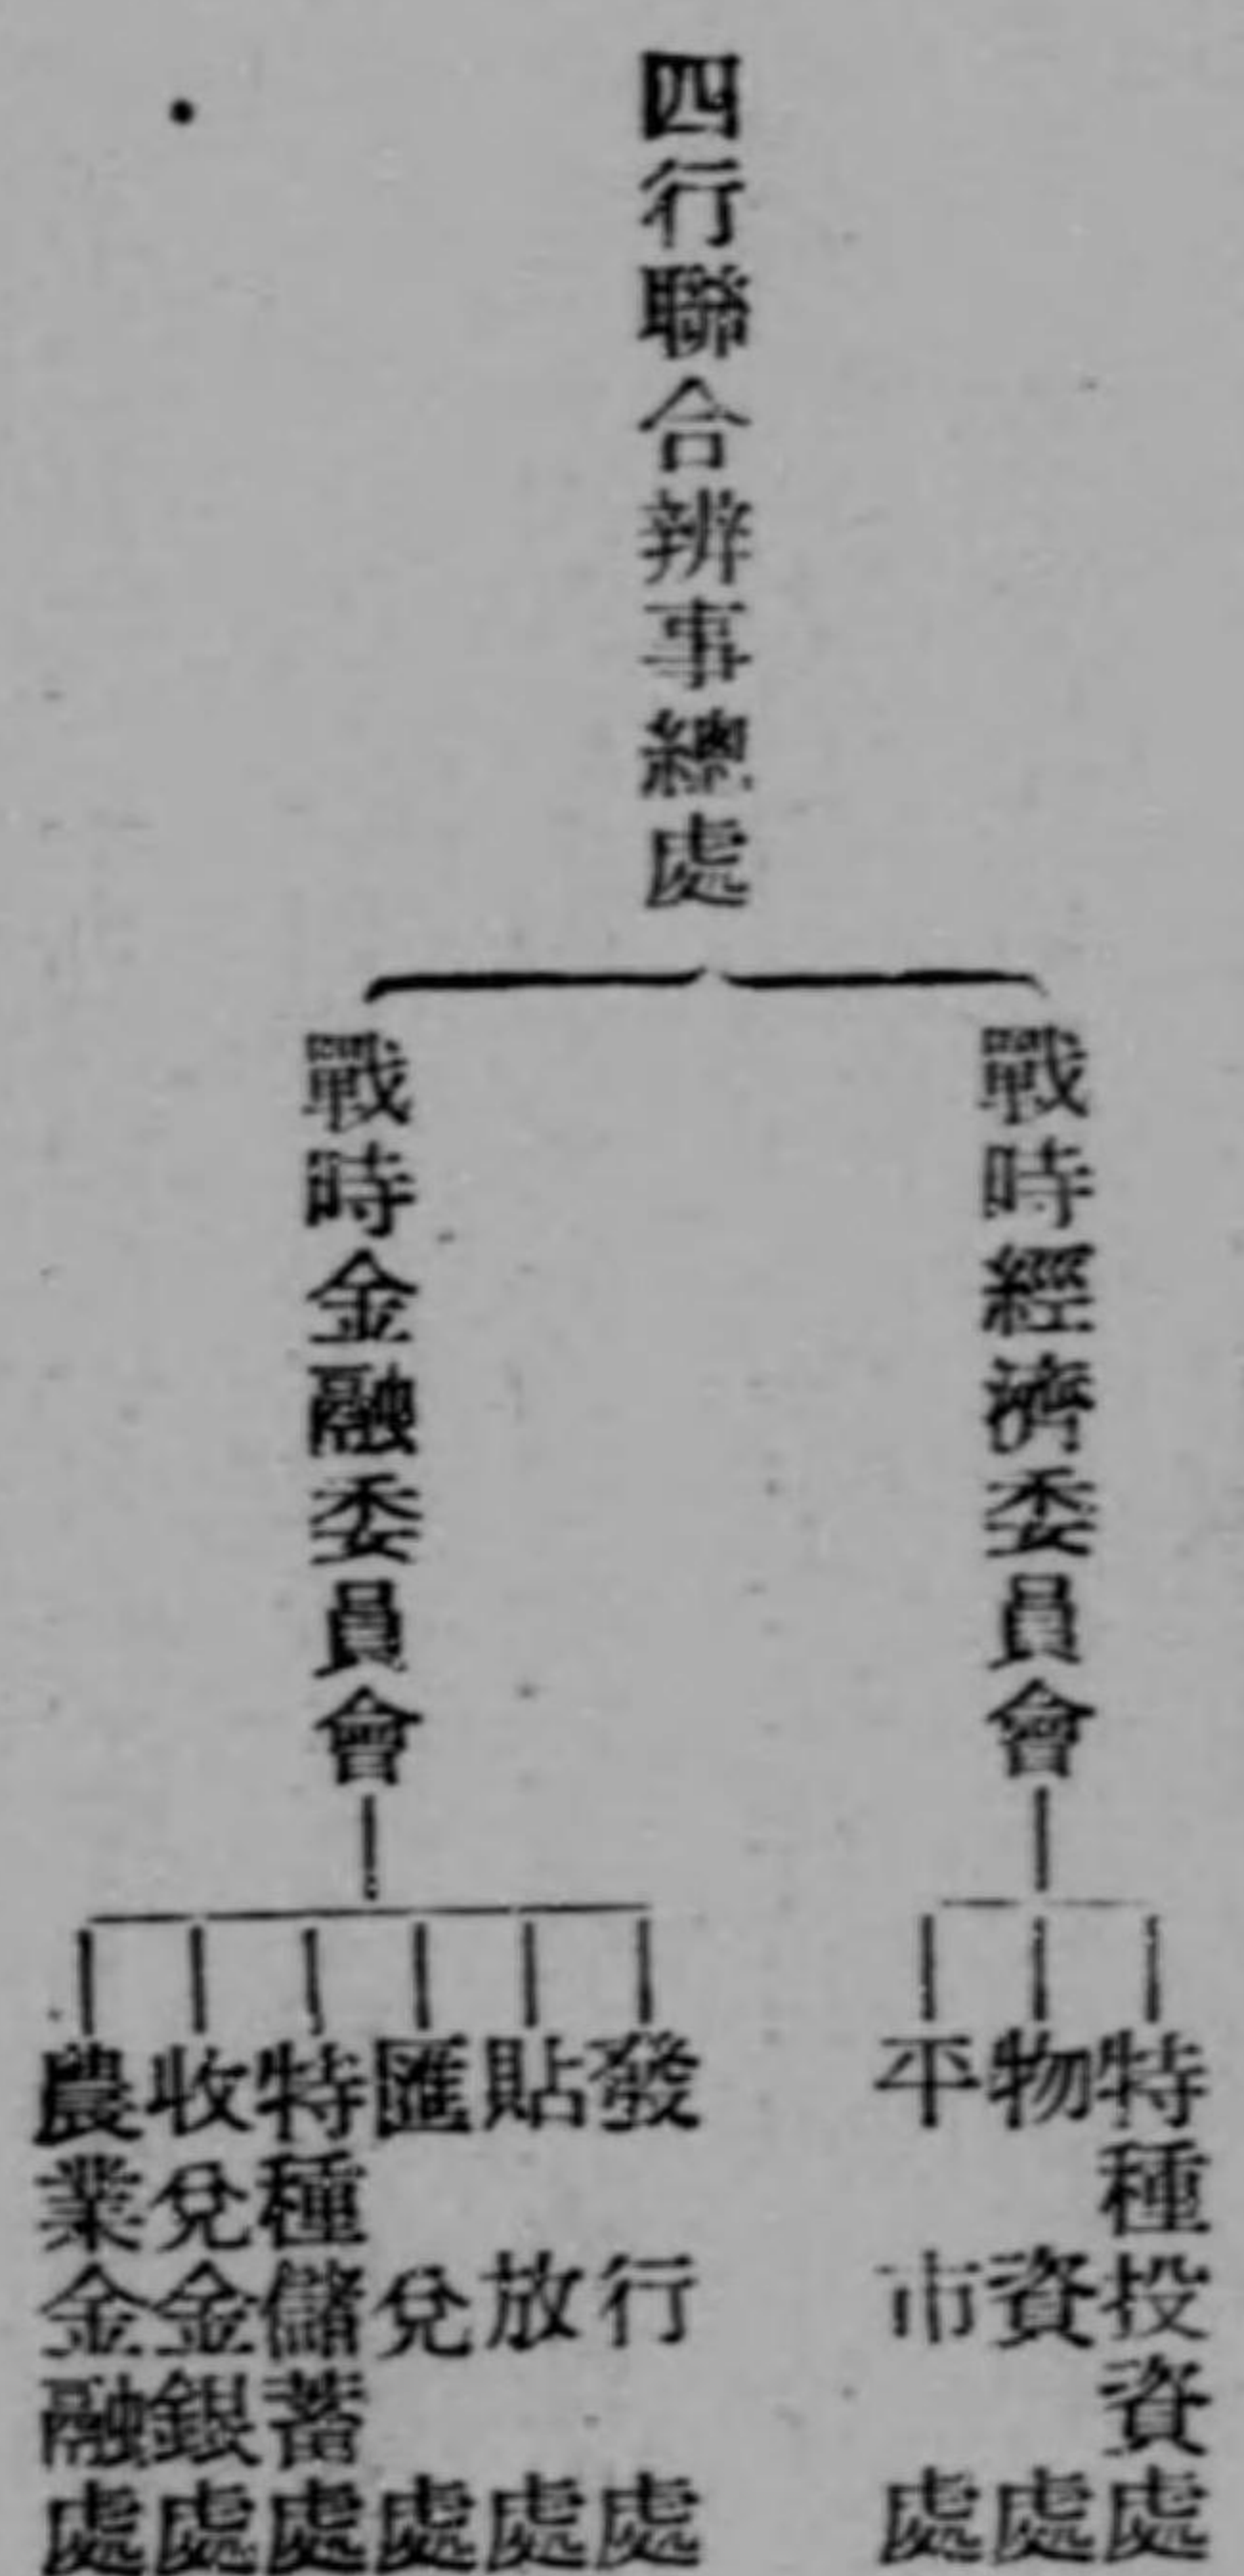 四行聯合辨事總處
戰時經濟委員會
特種投資處
物資處
平市處
戰時金融委員會
發行處
貼放處
匯兌處
特種儲蓄處
收兌金銀處
農業金融處